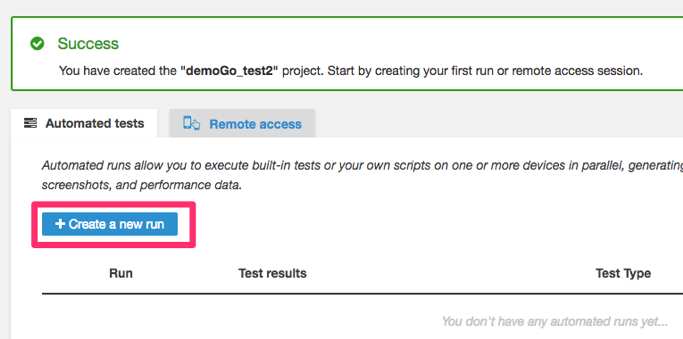 Success
You have created the "demoGo_test2" project. Start by creating your first run or remote access session.
Automated tests
Remote access
Automated runs allow you to execute built-in tests or your own scripts on one or more devices in parallel, generating
screenshots, and performance data.
+ Create a new run
Run Test results Test Type
You don't have any automated runs yet...